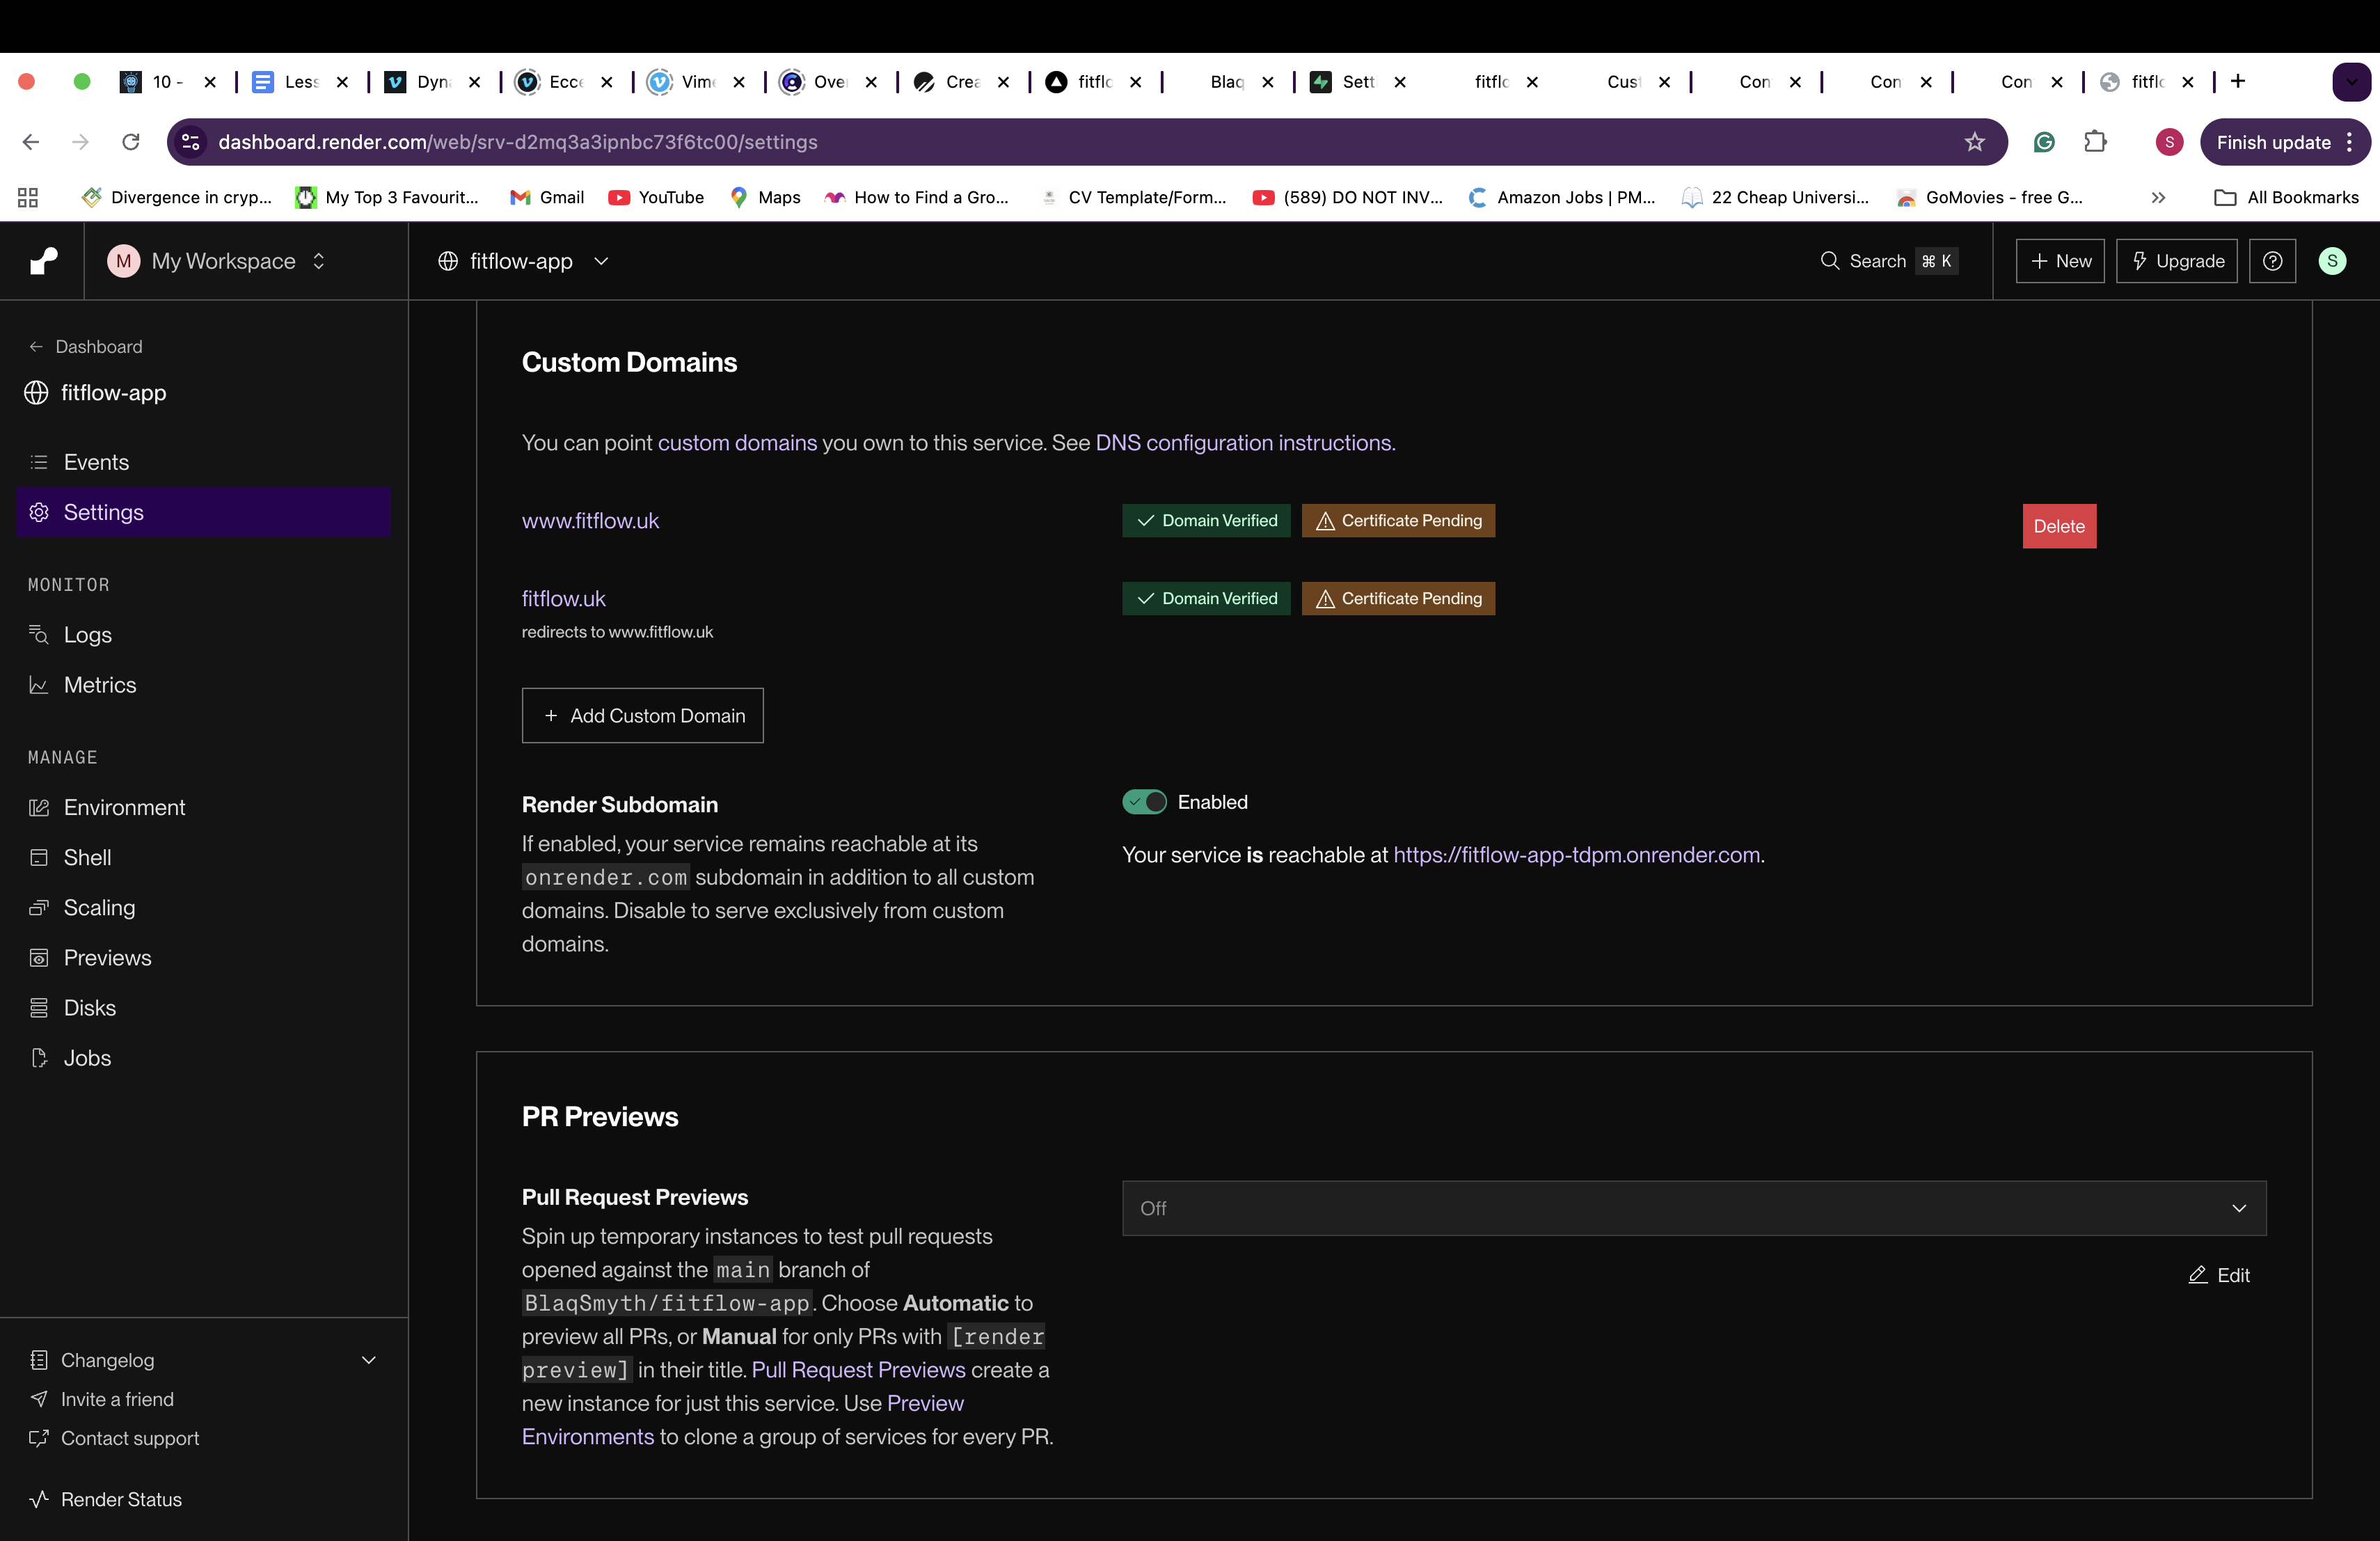 10 -
Less
Dyna
Ecce
Vime
Over
Crea
fitflo
Blaq
Sett
fitflo
Cust
Con
Con
Con
fitflo
dashboard.render.com/web/srv-d2mq3a3ipnbc73f6tc00/settings
S
Finish update
Divergence in cryp...
My Top 3 Favourit...
Gmail
YouTube
Maps
How to Find a Gro...
CV Template/Form...
(589) DO NOT INV...
Amazon Jobs | PM...
22 Cheap Universi...
GoMovies - free G...
All Bookmarks
M My Workspace
fitflow-app
Search ⌘ K
+ New
Upgrade
S
← Dashboard
fitflow-app
Events
Settings
MONITOR
Logs
Metrics
MANAGE
Environment
Shell
Scaling
Previews
Disks
Jobs
Changelog
Invite a friend
Contact support
Render Status
Custom Domains
You can point custom domains you own to this service. See DNS configuration instructions.
www.fitflow.uk
Domain Verified
Certificate Pending
Delete
fitflow.uk
redirects to www.fitflow.uk
Domain Verified
Certificate Pending
+ Add Custom Domain
Render Subdomain
If enabled, your service remains reachable at its
onrender.com subdomain in addition to all custom
domains. Disable to serve exclusively from custom
domains.
Enabled
Your service is reachable at https://fitflow-app-tdpm.onrender.com.
PR Previews
Pull Request Previews
Spin up temporary instances to test pull requests
opened against the main branch of
BlaqSmyth/fitflow-app. Choose Automatic to
preview all PRs, or Manual for only PRs with [render
preview] in their title. Pull Request Previews create a
new instance for just this service. Use Preview
Environments to clone a group of services for every PR.
Off
Edit